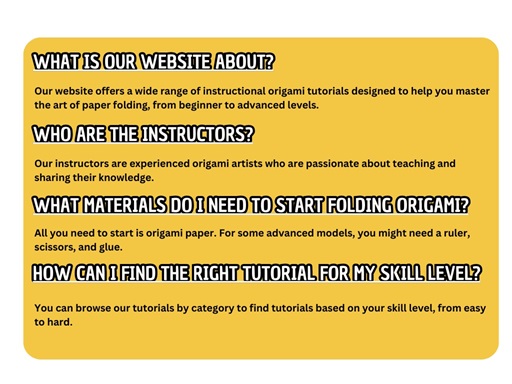 WHAT IS OUR WEBSITE ABOUT?
Our website offers a wide range of instructional origami tutorials designed to help you master
the art of paper folding, from beginner to advanced levels.
WHO ARE THE INSTRUCTORS?
Our instructors are experienced origami artists who are passionate about teaching and
sharing their knowledge.
WHAT MATERIALS DO I NEED TO START FOLDING ORIGAMI?
All you need to start is origami paper. For some advanced models, you might need a ruler,
scissors, and glue.
HOW CAN I FIND THE RIGHT TUTORIAL FOR MY SKILL LEVEL?
You can browse our tutorials by category to find tutorials based on your skill level, from easy
to hard.